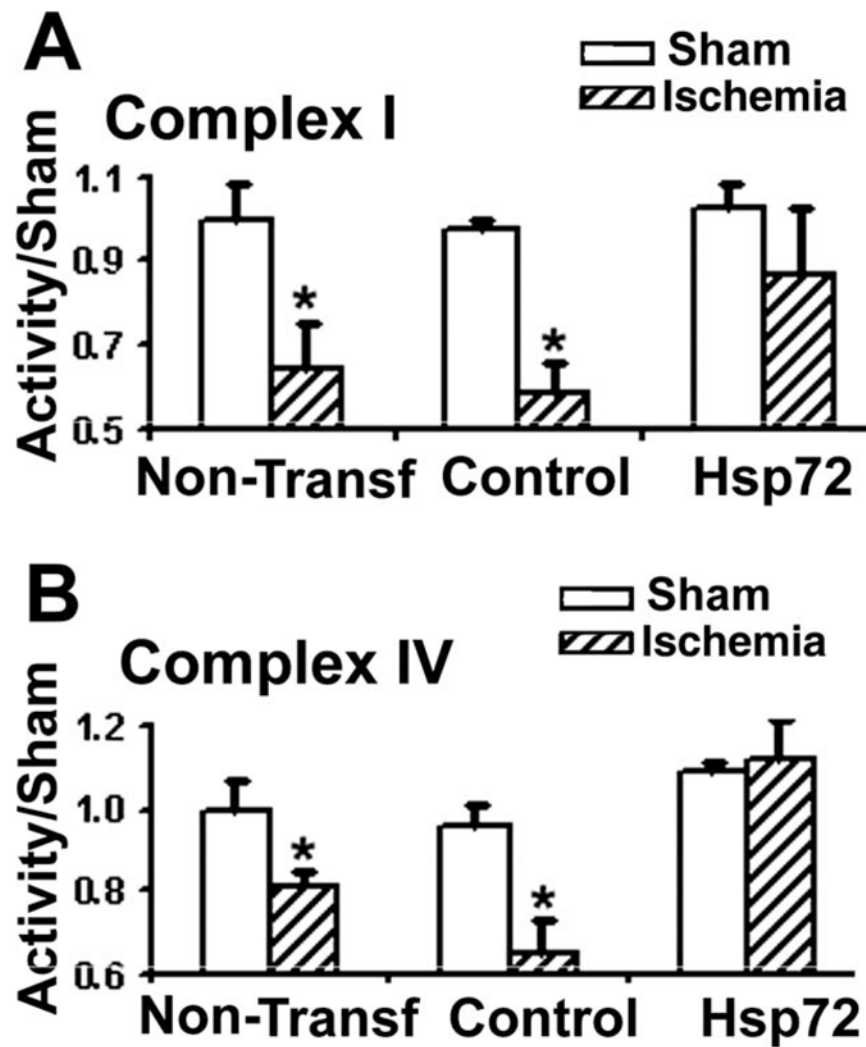 A
Sham
Ischemia
Complex I
Activity/Sham
1.1
0.9
0.7
0.5
*
*
Non-Transf Control Hsp72
B
Sham
Ischemia
Complex IV
Activity/Sham
1.2
1.0
0.8
0.6
*
*
Non-Transf Control Hsp72